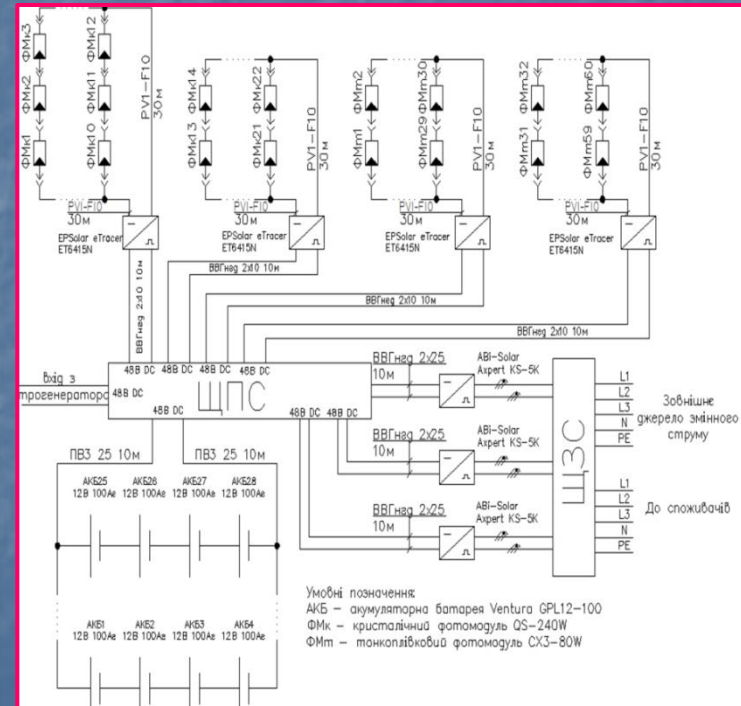 ФМк3
ФМк2
ФМк1
ФМк12
ФМк11
ФМк10
PV1-F10
30м
PV1-F10
30м
EPSolar eTracer
ET6415N
ФМк14
ФМк13
ФМк22
ФМк21
PV1-F10
30м
PV1-F10
30м
EPSolar eTracer
ET6415N
ФМт2
ФМт1
ФМт30
ФМт29
PV1-F10
30м
PV1-F10
30м
EPSolar eTracer
ET6415N
ФМт32
ФМт31
ФМт60
ФМт59
PV1-F10
30м
PV1-F10
30м
EPSolar eTracer
ET6415N
ВВГнгд 2х10 10м
ВВГнгд 2х10 10м
ВВГнгд 2х10 10м
ВВГнгд 2х10 10м
48В DC 48В DC 48В DC 48В DC
Вхід з
трогенератора
48В DC
ЩПС
48В DC
48В DC 48В DC
ВВГнгд 2х25
10м
ABi-Solar
Axpert KS-5K
ВВГнгд 2х25
10м
ABi-Solar
Axpert KS-5K
ВВГнгд 2х25
10м
ABi-Solar
Axpert KS-5K
ЩЗС
L1
L2
L3
N
PE
Зовнішнє
джерело змінного
струму
L1
L2
L3
N
PE
До споживачів
ПВ3 25 10м
ПВ3 25 10м
АКБ25 АКБ26 АКБ27 АКБ28
12В 100Аг 12В 100Аг 12В 100Аг 12В 100Аг
АКБ1 АКБ2 АКБ3 АКБ4
12В 100Аг 12В 100Аг 12В 100Аг 12В 100Аг
Умовні позначення:
АКБ – акумуляторна батарея Ventura GPL12-100
ФМк – кристалічний фотомодуль QS-240W
ФМт – тонкоплівковий фотомодуль CX3-80W